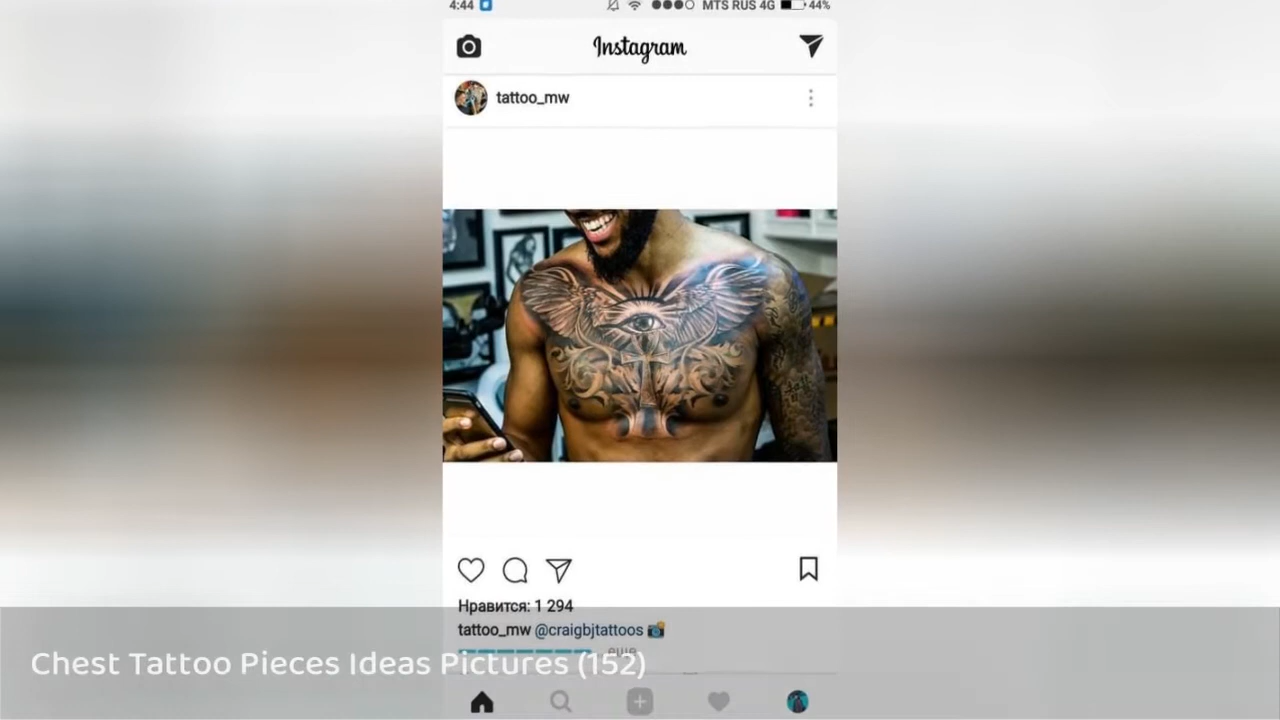 4:44 MTS RUS 4G 44%
Instagram
tattoo_mw
Нравится: 1 294
tattoo_mw @craigbjtattoos
еще
Chest Tattoo Pieces Ideas Pictures (152)